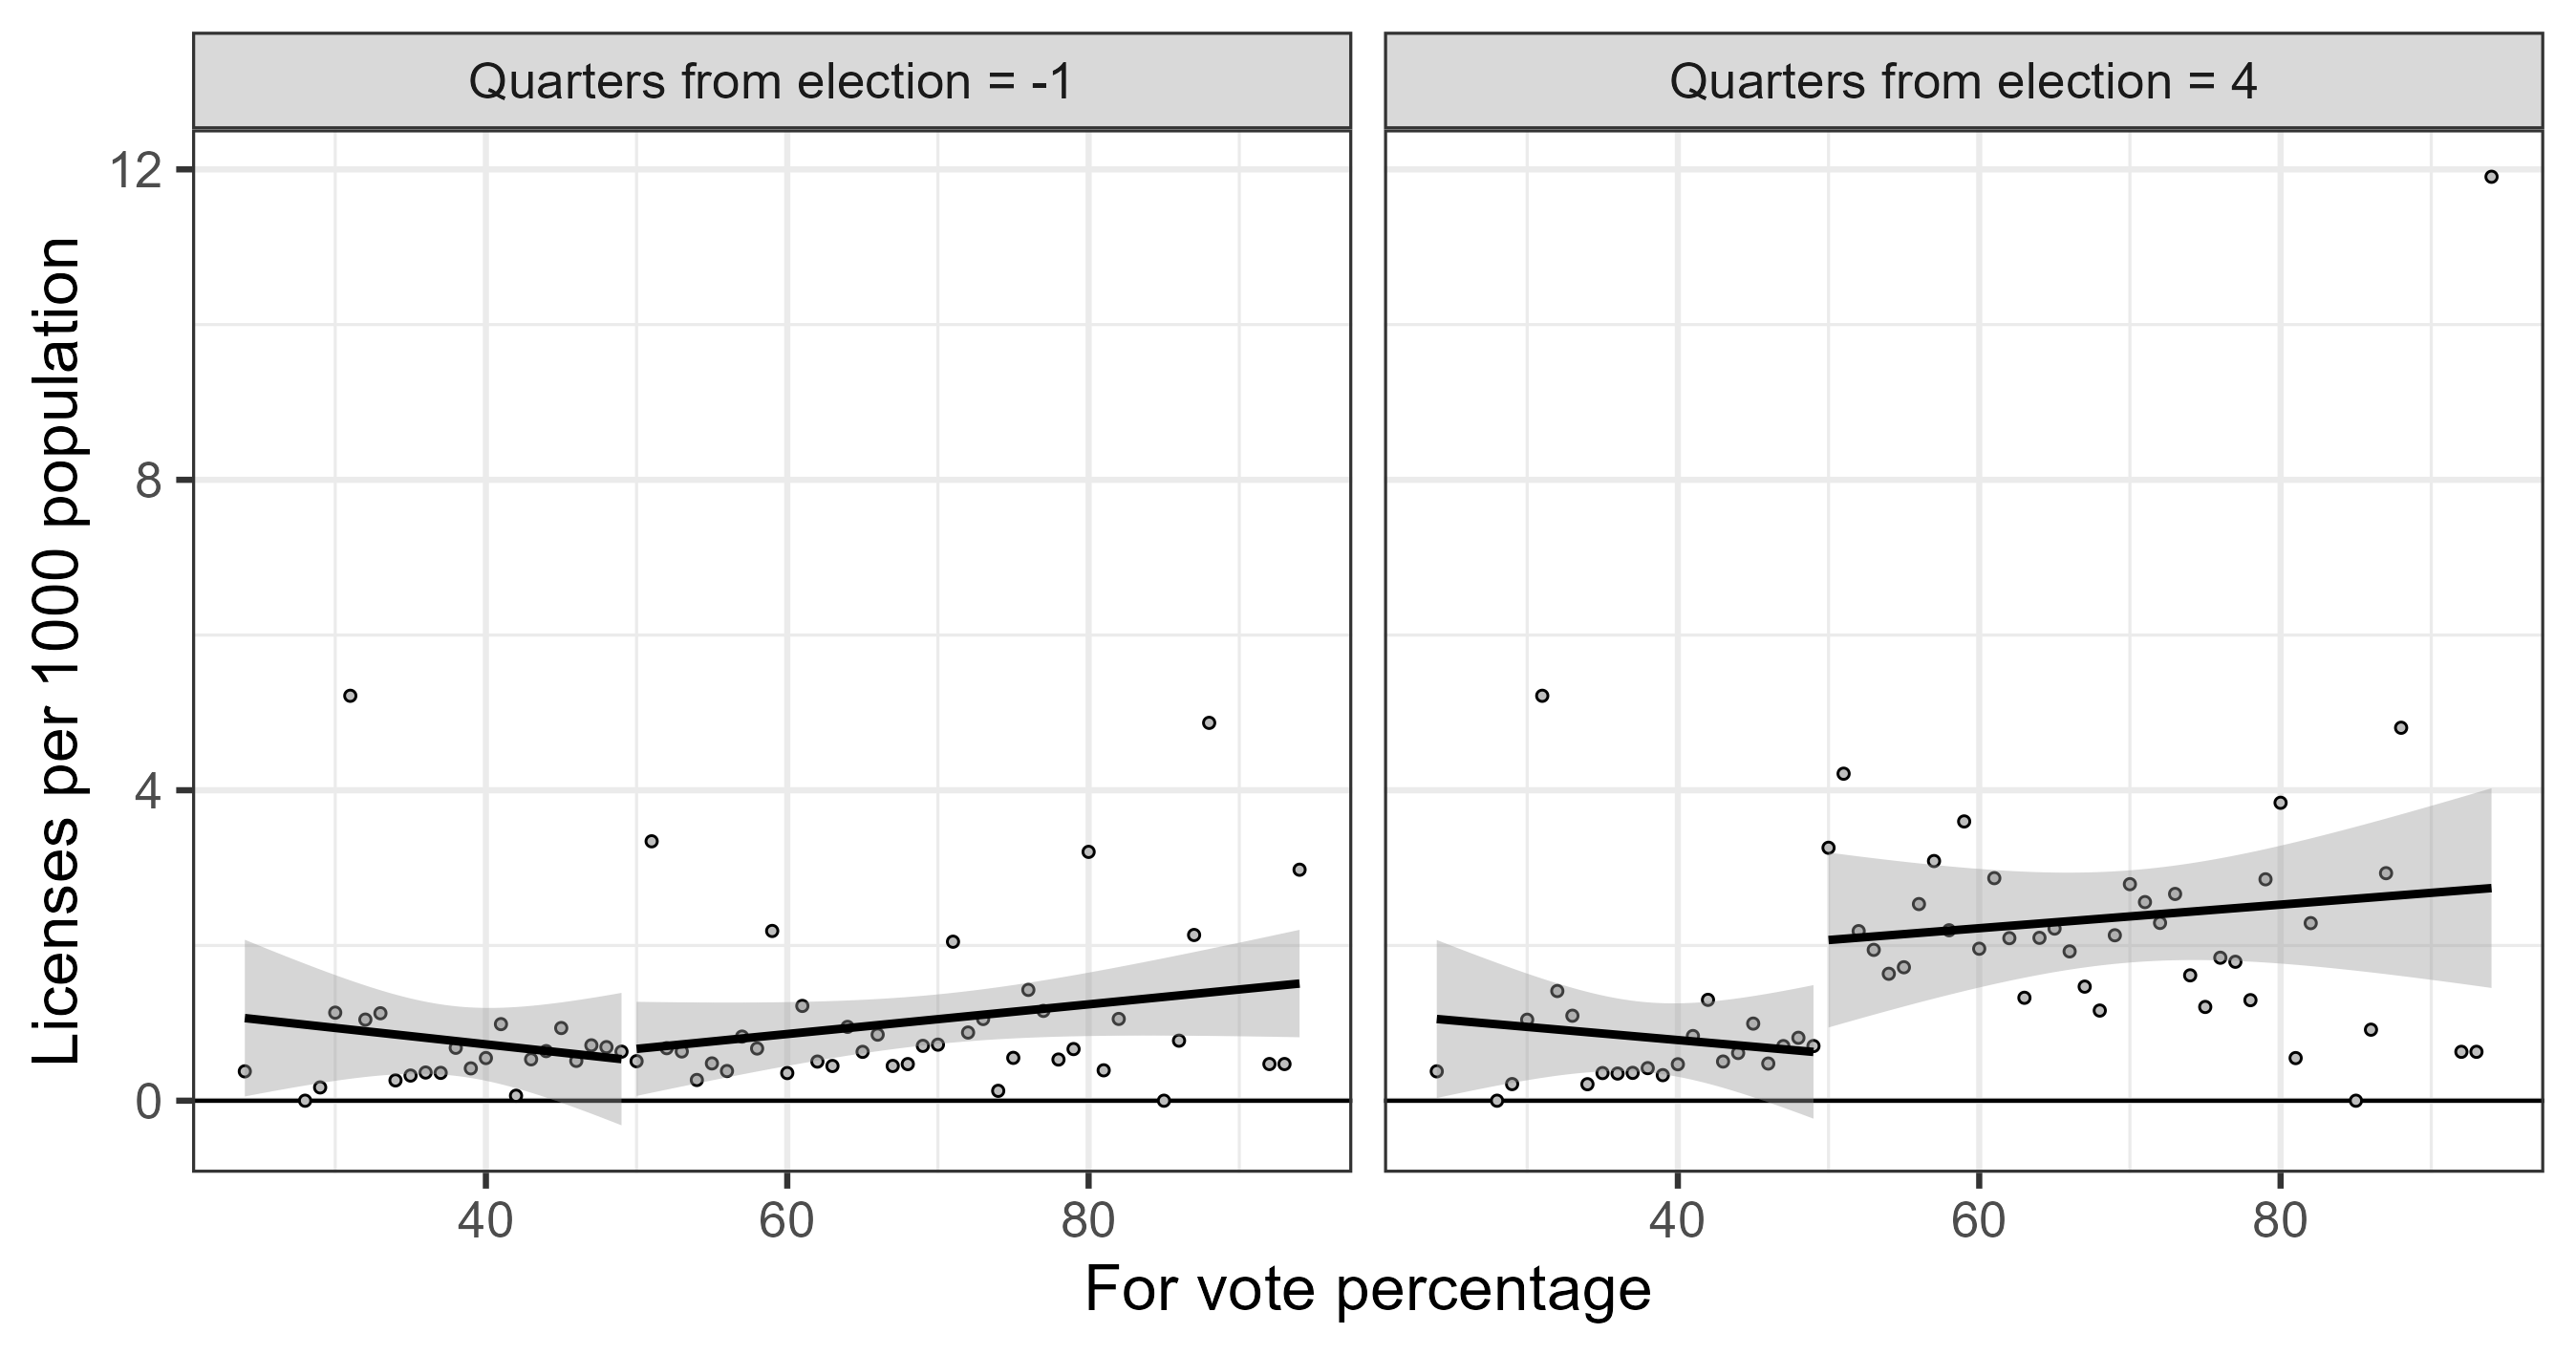 Quarters from election = -1
Quarters from election = 4
Licenses per 1000 population
12
8
4
0
40
60
80
40
60
80
For vote percentage